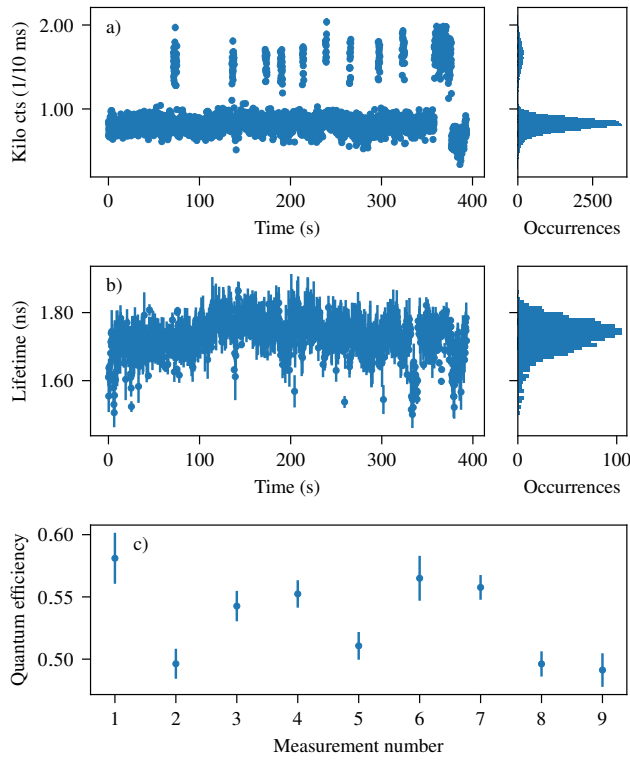 a)
2.00
1.00
Kilo cts (1/10 ms)
0 100 200 300 400
Time (s)
0 2500
Occurrences
b)
1.80
1.60
Lifetime (ns)
0 100 200 300 400
Time (s)
0 100
Occurrences
c)
0.60
0.55
0.50
Quantum efficiency
1 2 3 4 5 6 7 8 9
Measurement number